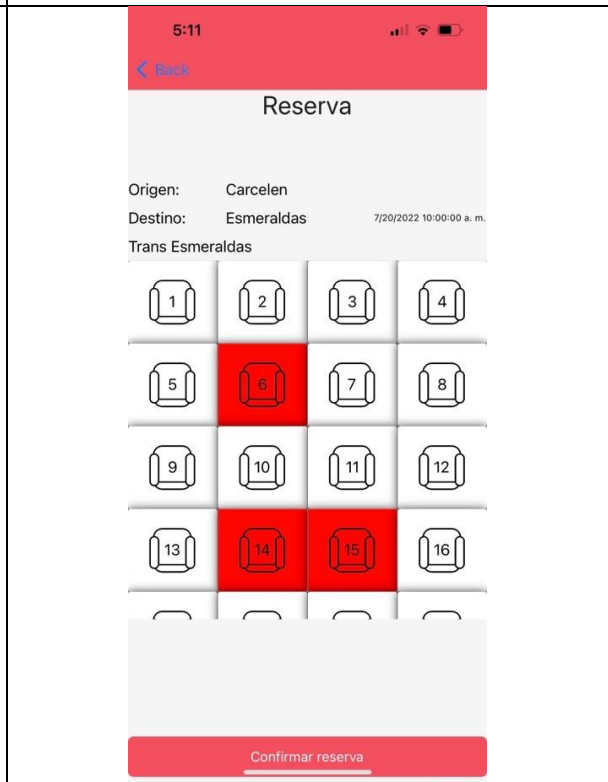 5:11
Back
Reserva
Origen: Carcelen
Destino: Esmeraldas 7/20/2022 10:00:00 a. m.
Trans Esmeraldas
1 2 3 4
5 6 7 8
9 10 11 12
13 14 15 16
Confirmar reserva